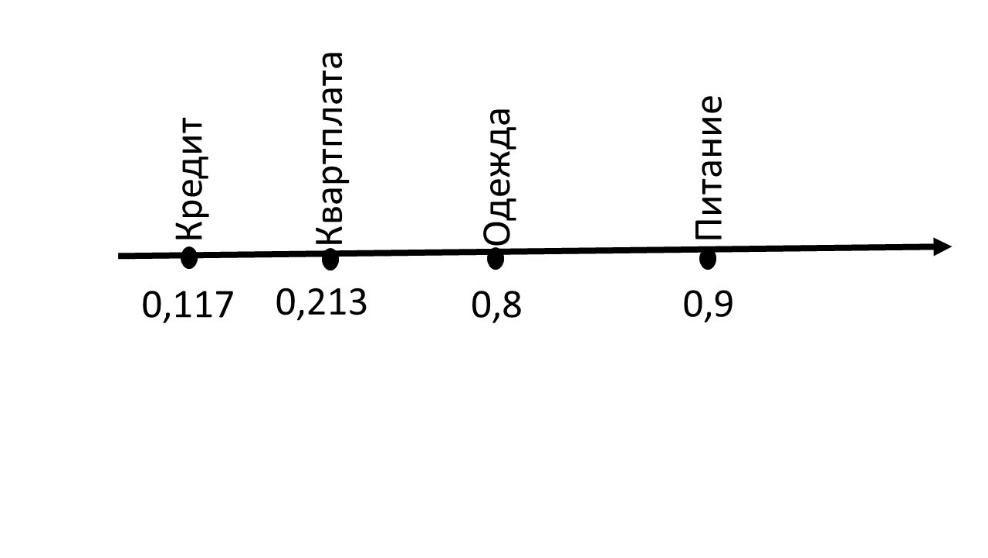 Кредит
Квартплата
Одежда
Питание
0,117
0,213
0,8
0,9